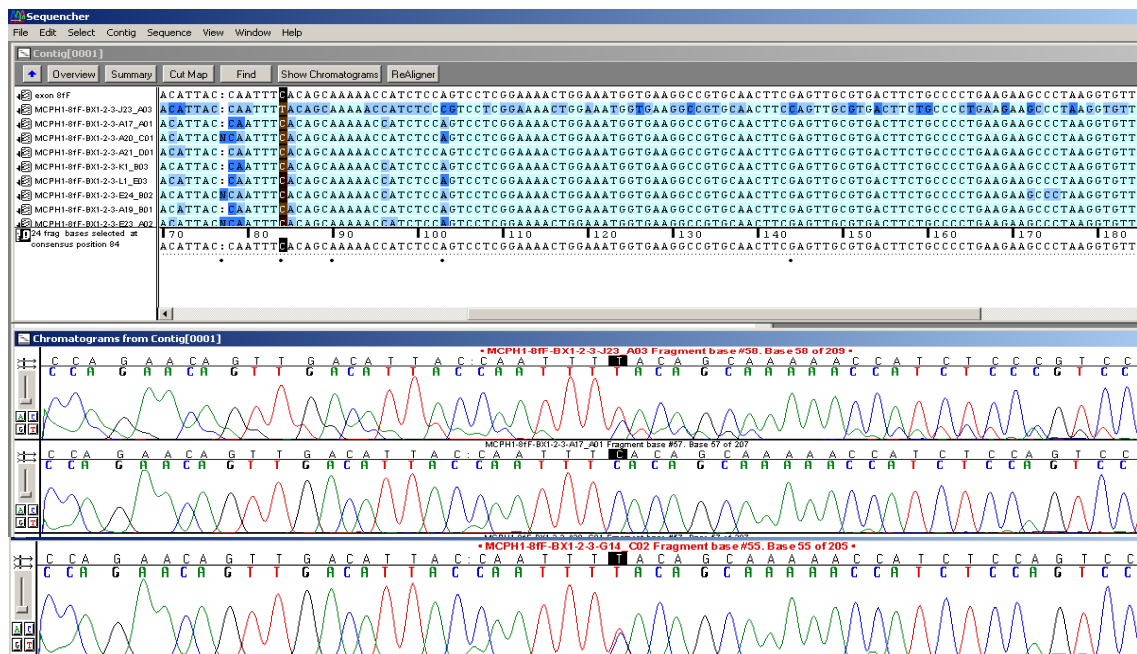 Sequencher
File Edit Select Contig Sequence View Window Help
Contig[0001]
Overview Summary Cut Map Find Show Chromatograms ReAligner
exon 8fF ACATTAC:CAATTTCACAGCAAAAACCATCTCCAGTCCTCGGAAAACTGGAAATGGTGAAGGCCGTGCAACTTCGAGTTGCGTGACTTCTGCCCCTGAAGAAGCCCTAAGGTGTT
MCPH1-8fF-BX1-2-3-J23_A03 ACATTAC:CAATTTTACAGCAAAAACCATCTCCCGTCCTCGGAAAACTGGAAATGGTGAAGGCCGTGCAACTTCCAGTTGCGTGACTTCTGCCCCTGAAGAAGCCCTAAGGTGTT
MCPH1-8fF-BX1-2-3-A17_A01 ACATTAC:CAATTTCACAGCAAAAACCATCTCCAGTCCTCGGAAAACTGGAAATGGTGAAGGCCGTGCAACTTCGAGTTGCGTGACTTCTGCCCCTGAAGAAGCCCTAAGGTGTT
MCPH1-8fF-BX1-2-3-A20_C01 ACATTACNCAATTTCACAGCAAAAACCATCTCCAGTCCTCGGAAAACTGGAAATGGTGAAGGCCGTGCAACTTCGAGTTGCGTGACTTCTGCCCCTGAAGAAGCCCTAAGGTGTT
MCPH1-8fF-BX1-2-3-A21_D01 ACATTAC:CAATTTCACAGCAAAAACCATCTCCAGTCCTCGGAAAACTGGAAATGGTGAAGGCCGTGCAACTTCGAGTTGCGTGACTTCTGCCCCTGAAGAAGCCCTAAGGTGTT
MCPH1-8fF-BX1-2-3-K1_B03 ACATTAC:CAATTTCACAGCAAAAACCATCTCCAGTCCTCGGAAAACTGGAAATGGTGAAGGCCGTGCAACTTCGAGTTGCGTGACTTCTGCCCCTGAAGAAGCCCTAAGGTGTT
MCPH1-8fF-BX1-2-3-L1_E03 ACATTAC:CAATTTCACAGCAAAAACCATCTCCAGTCCTCGGAAAACTGGAAATGGTGAAGGCCGTGCAACTTCGAGTTGCGTGACTTCTGCCCCTGAAGAAGCCCTAAGGTGTT
MCPH1-8fF-BX1-2-3-E24_B02 ACATTACNCAATTTCACAGCAAAAACCATCTCCAGTCCTCGGAAAACTGGAAATGGTGAAGGCCGTGCAACTTCGAGTTGCGTGACTTCTGCCCCTGAAGAAGCCCTAAGGTGTT
MCPH1-8fF-BX1-2-3-A19_B01 ACATTAC:CAATTTCACAGCAAAAACCATCTCCAGTCCTCGGAAAACTGGAAATGGTGAAGGCCGTGCAACTTCGAGTTGCGTGACTTCTGCCCCTGAAGAAGCCCTAAGGTGTT
MCPH1-8fF-BX1-2-3-E23_A02 ACATTACNCAATTTCACAGCAAAAACCATCTCCAGTCCTCGGAAAACTGGAAATGGTGAAGGCCGTGCAACTTCGAGTTGCGTGACTTCTGCCCCTGAAGAAGCCCTAAGGTGTT
24 frag bases selected at 70 80 90 100 110 120 130 140 150 160 170 180
consensus position 84 ACATTAC:CAATTTCACAGCAAAAACCATCTCCAGTCCTCGGAAAACTGGAAATGGTGAAGGCCGTGCAACTTCGAGTTGCGTGACTTCTGCCCCTGAAGAAGCCCTAAGGTGTT
Chromatograms from Contig[0001]
• MCPH1-8fF-BX1-2-3-J23_A03 Fragment base #58. Base 58 of 209 •
C C A G A A C A G T T G A C A T T A C : C A A T T T T A C A G C A A A A A C C A T C T C C C G T C C
C C A G A A C A G T T G A C A T T A C C A A T T T T A C A G C A A A A A C C A T C T C C C G T C C
A C
G T
MCPH1-8fF-BX1-2-3-A17_A01 Fragment base #57. Base 57 of 207
C C A G A A C A G T T G A C A T T A C : C A A T T T C A C A G C A A A A A C C A T C T C C A G T C C
C C A G A A C A G T T G A C A T T A C C A A T T T C A C A G C A A A A A C C A T C T C C A G T C C
A C
G T
• MCPH1-8fF-BX1-2-3-G14_C02 Fragment base #55. Base 55 of 205 •
C C A G A A C A G T T G A C A T T A C : C A A T T T T A C A G C A A A A A C C A T C T C C A G T C C
C C A G A A C A G T T G A C A T T A C C A A T T T T A C A G C A A A A A C C A T C T C C A G T C C
A C
G T